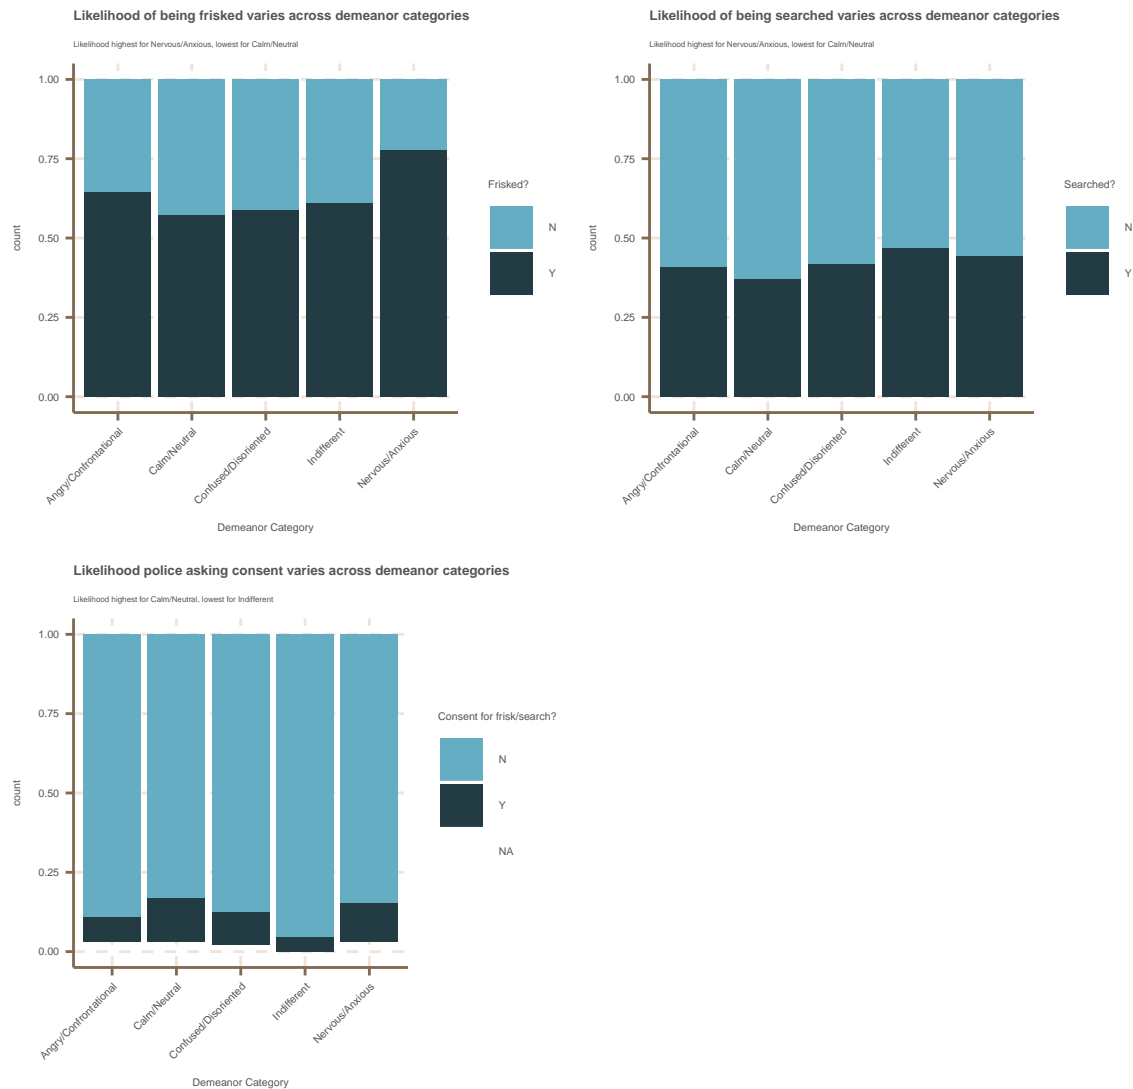 Likelihood of being frisked varies across demeanor categories
Likelihood highest for Nervous/Anxious, lowest for Calm/Neutral
1.00
0.75
0.50
0.25
0.00
count
Angry/Confrontational
Calm/Neutral
Confused/Disoriented
Indifferent
Nervous/Anxious
Demeanor Category
Frisked?
N
Y
Likelihood of being searched varies across demeanor categories
Likelihood highest for Nervous/Anxious, lowest for Calm/Neutral
1.00
0.75
0.50
0.25
0.00
count
Angry/Confrontational
Calm/Neutral
Confused/Disoriented
Indifferent
Nervous/Anxious
Demeanor Category
Searched?
N
Y
Likelihood police asking consent varies across demeanor categories
Likelihood highest for Calm/Neutral, lowest for Indifferent
1.00
0.75
0.50
0.25
0.00
count
Angry/Confrontational
Calm/Neutral
Confused/Disoriented
Indifferent
Nervous/Anxious
Demeanor Category
Consent for frisk/search?
N
Y
NA